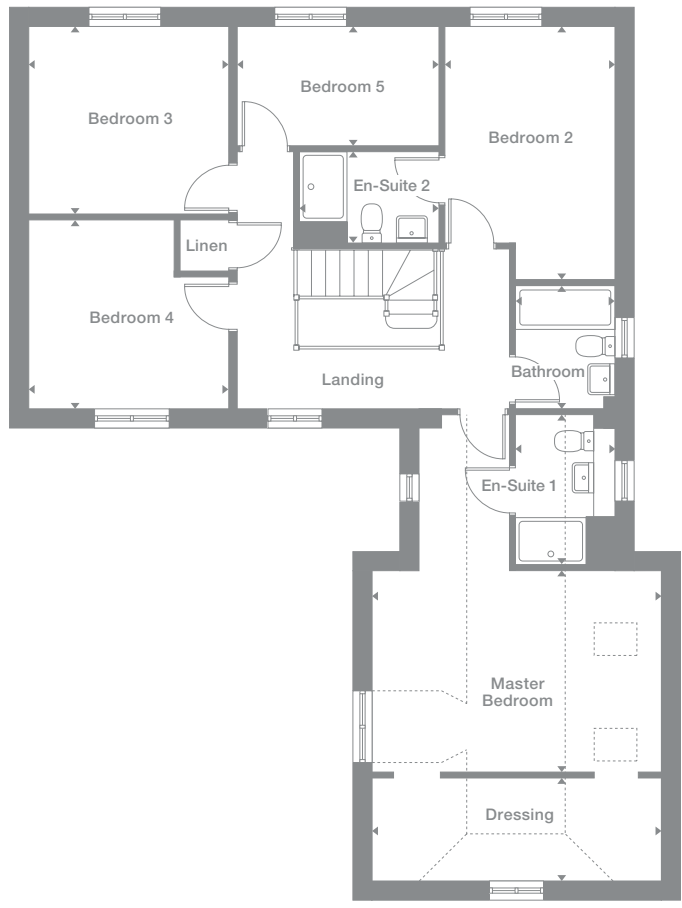 Bedroom 5
Bedroom 3
Bedroom 2
En-Suite 2
Linen
Bedroom 4
Bathroom
Landing
En-Suite 1
Master
Bedroom
Dressing